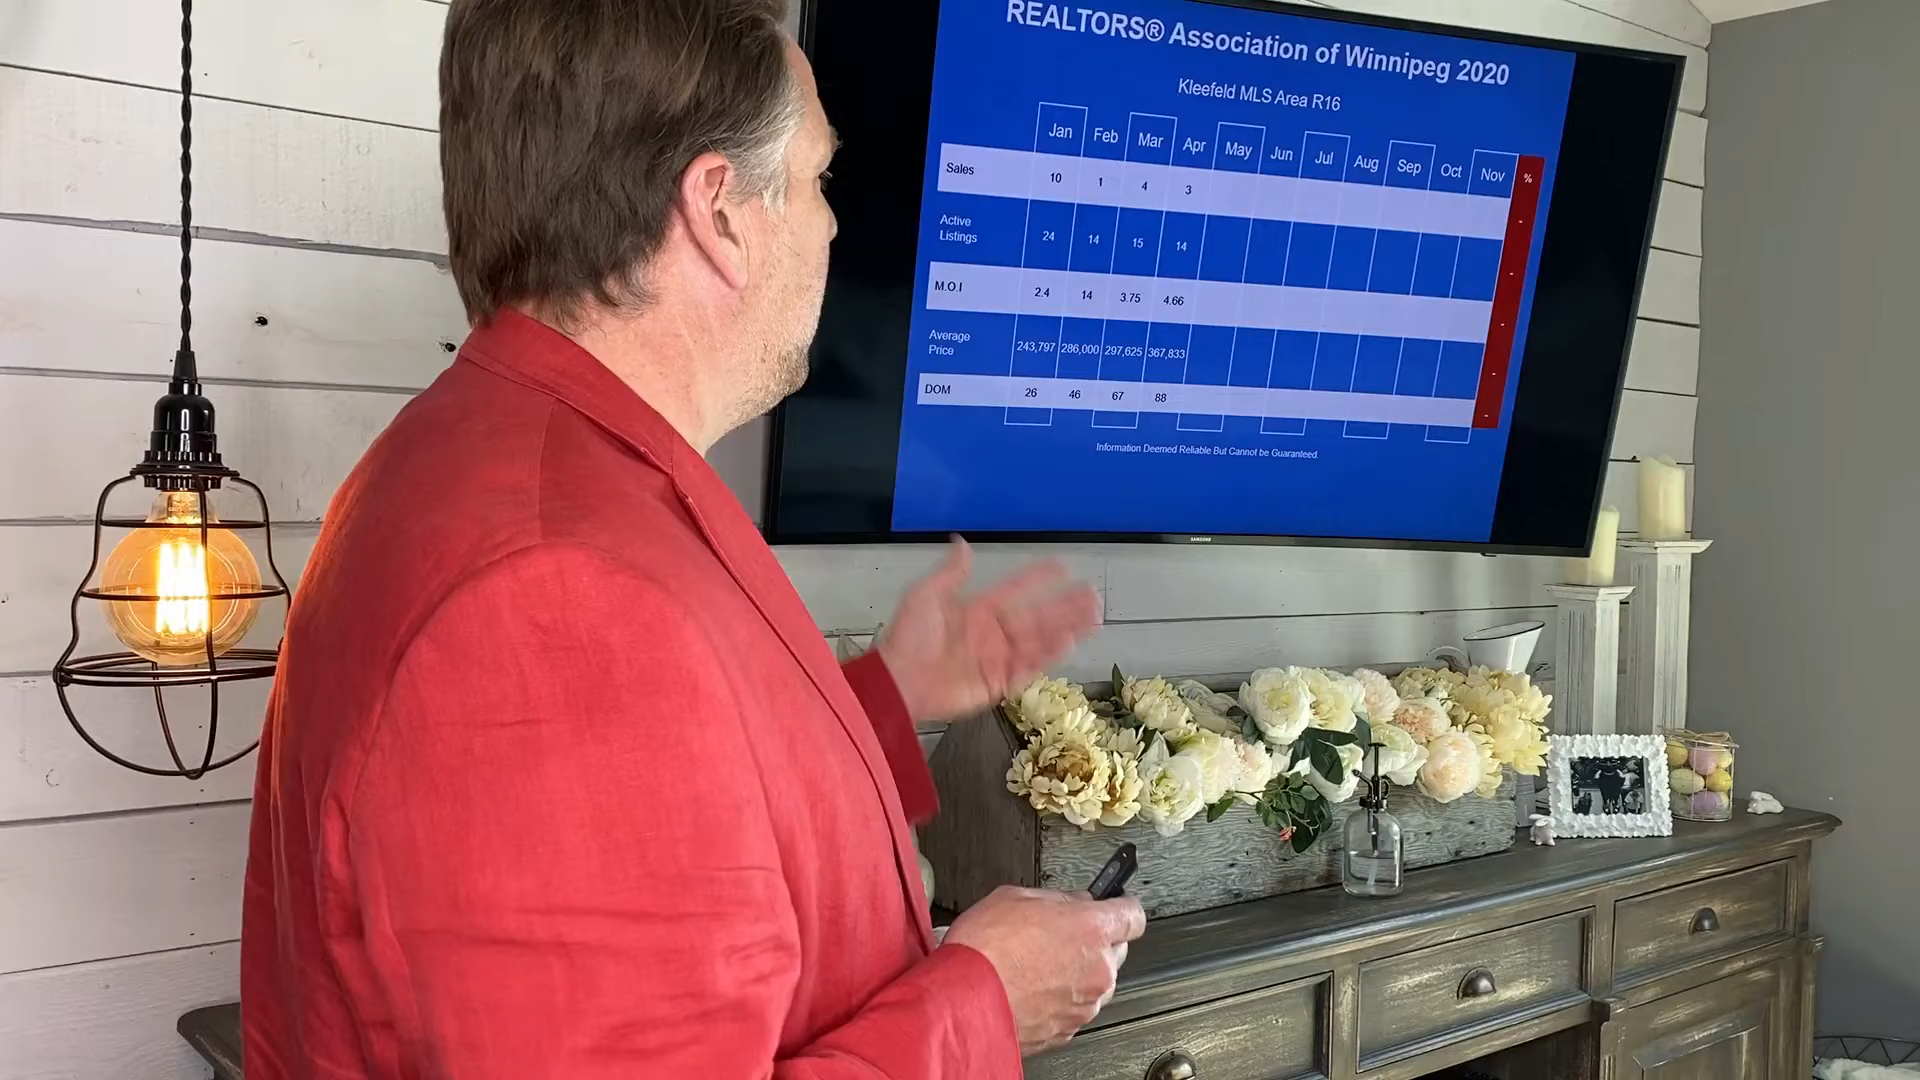 REALTORS® Association of Winnipeg 2020
Kleefeld MLS Area R16
Jan Feb Mar Apr May Jun Jul Aug Sep Oct Nov %
Sales 10 1 4 3 -
Active
Listings 24 14 15 14 -
M.O.I 2.4 14 3.75 4.66 -
Average
Price 243,797 286,000 297,625 367,833 -
DOM 26 46 67 88 -
Information Deemed Reliable But Cannot be Guaranteed.
SAMSUNG